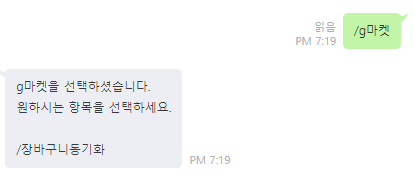 읽음
PM 7:19
/g마켓
g마켓을 선택하셨습니다.
원하시는 항목을 선택하세요.
/장바구니동기화
PM 7:19